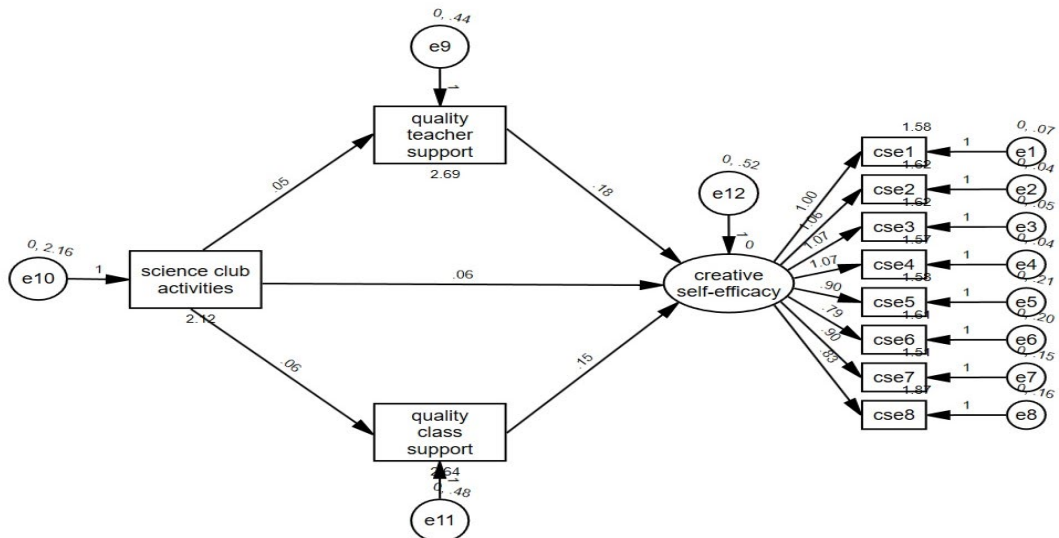 0, .44
e9
1
quality
teacher
support
2.69
.05
.18
0, .52
e12
1
0
creative
self-efficacy
0, 2.16
e10
1
science club
activities
2.12
.06
.06
.15
quality
class
support
2.64
1
0, .48
e11
1.00
1.06
1.07
1.07
.90
.79
.90
.83
1.58
cse1
1
0, .07
e1
1.62
cse2
1
0, .04
e2
1.62
cse3
1
0, .05
e3
1.57
cse4
1
0, .04
e4
1.58
cse5
1
0, .21
e5
1.61
cse6
1
0, .20
e6
1.51
cse7
1
0, .15
e7
1.87
cse8
1
0, .16
e8